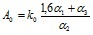 A₀ = k₀ (1,6α₁ + α₃) / α₂